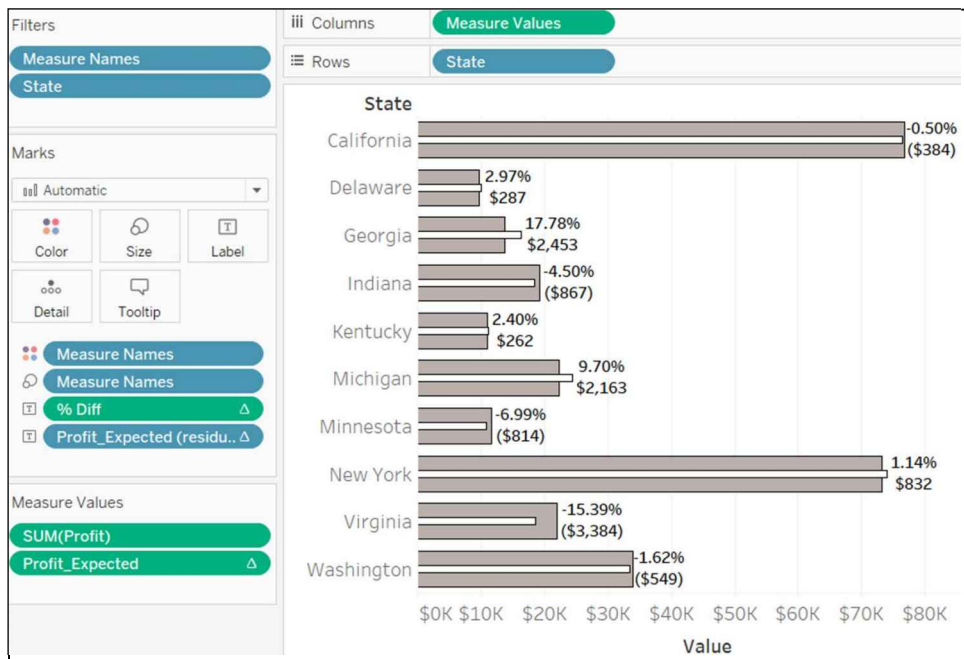 Filters
Measure Names
State
Marks
Automatic
Color Size Label
Detail Tooltip
Measure Names
Measure Names
T % Diff Δ
T Profit_Expected (residu.. Δ
Measure Values
SUM(Profit)
Profit_Expected Δ
iii Columns Measure Values
Rows State
State
California -0.50%
($384)
Delaware 2.97%
$287
Georgia 17.78%
$2,453
Indiana -4.50%
($867)
Kentucky 2.40%
$262
Michigan 9.70%
$2,163
Minnesota -6.99%
($814)
New York 1.14%
$832
Virginia -15.39%
($3,384)
Washington -1.62%
($549)
$0K $10K $20K $30K $40K $50K $60K $70K $80K
Value